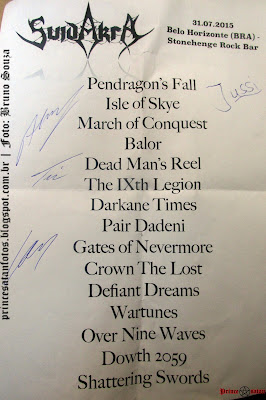 SuidAkrA
31.07.2015
Belo Horizonte (BRA) -
Stonehenge Rock Bar
Jussi
Pendragon's Fall
Isle of Skye
March of Conquest
Balor
Dead Man's Reel
The IXth Legion
Darkane Times
Pair Dadeni
Gates of Nevermore
Crown The Lost
Defiant Dreams
Wartunes
Over Nine Waves
Dowth 2059
Shattering Swords
princesatanfotos.blogspot.com.br | Foto: Bruno Souza